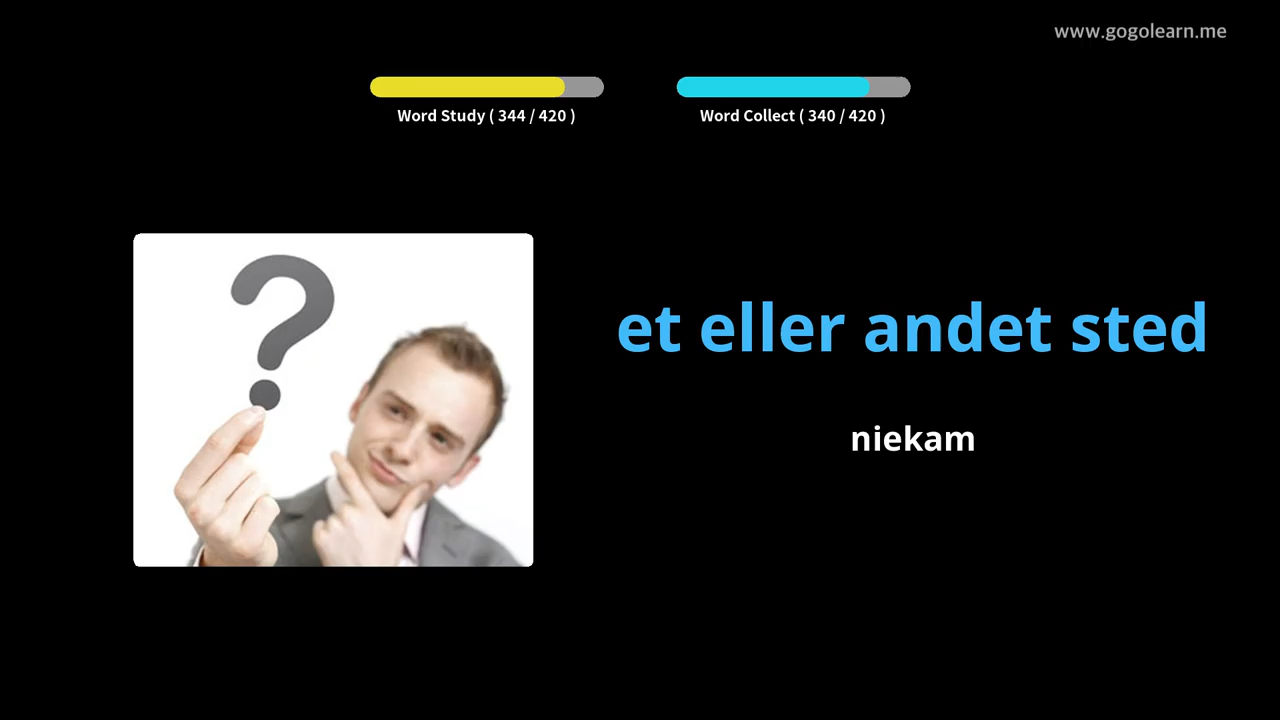 www.gogolearn.me
Word Study ( 344 / 420 )
Word Collect ( 340 / 420 )
et eller andet sted
niekam